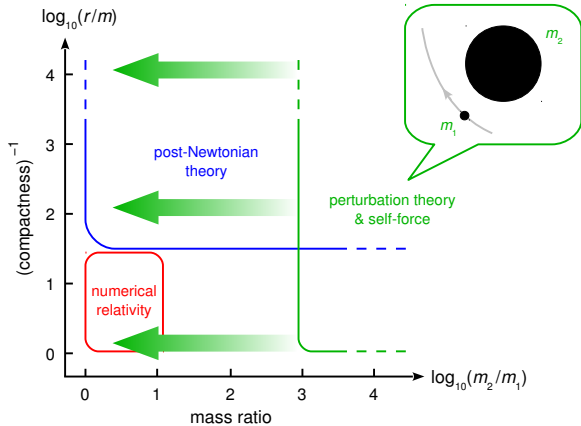 log₁₀(r/m)
4
3
2
1
0
(compactness)⁻¹
post-Newtonian
theory
numerical
relativity
perturbation theory
& self-force
m₂
m₁
0
1
2
3
4
log₁₀(m₂/m₁)
mass ratio